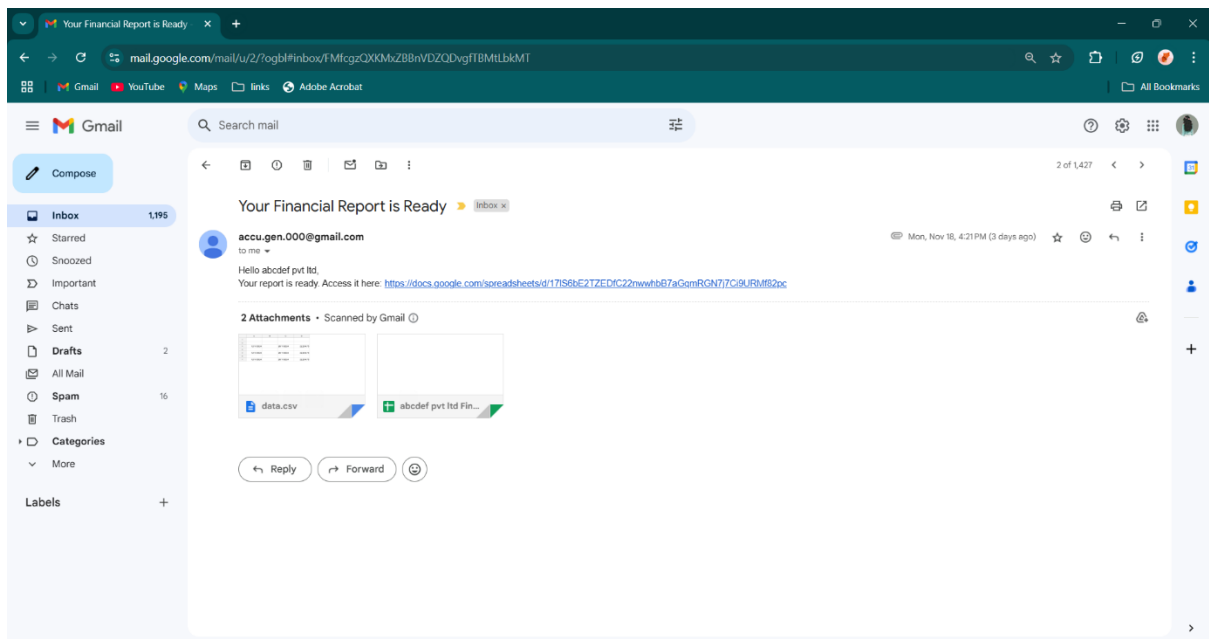 Your Financial Report is Ready
mail.google.com/mail/u/2/?ogbl#inbox/FMfcgzQXKMxZBBnVDZQDvgfTBMtLbkMT
Gmail YouTube Maps links Adobe Acrobat All Bookmarks
Gmail Search mail
Compose 2 of 1,427
Your Financial Report is Ready Inbox x
Inbox 1,195
Starred
Snoozed
Important
Chats
Sent
Drafts 2
All Mail
Spam 16
Trash
Categories
More
Labels
accu.gen.000@gmail.com Mon, Nov 18, 4:21 PM (3 days ago)
to me
Hello abcdef pvt ltd,
Your report is ready. Access it here: https://docs.google.com/spreadsheets/d/17IS6bE2TZEDfC22nwwhbB7aGqmRGN7j7Ci9URMf82pc
2 Attachments • Scanned by Gmail
data.csv abcdef pvt ltd Fin...
Reply Forward